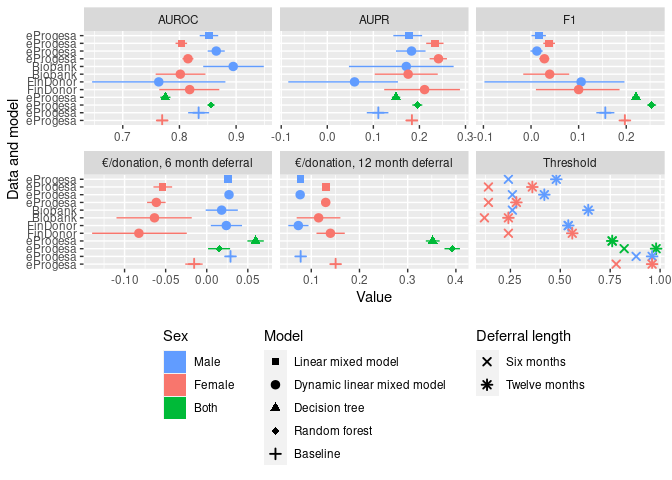 AUROC AUPR F1
eProgesa
eProgesa
eProgesa
eProgesa
Biobank
Biobank
FinDonor
FinDonor
eProgesa
eProgesa
eProgesa
eProgesa
0.7 0.8 0.9 -0.1 0.0 0.1 0.2 0.3 -0.1 0.0 0.1 0.2
€/donation, 6 month deferral €/donation, 12 month deferral Threshold
eProgesa
eProgesa
eProgesa
eProgesa
Biobank
Biobank
FinDonor
FinDonor
eProgesa
eProgesa
eProgesa
eProgesa
-0.10 -0.05 0.00 0.05 0.1 0.2 0.3 0.4 0.25 0.50 0.75 1.00
Data and model
Value
Sex Model Deferral length
Male Linear mixed model Six months
Female Dynamic linear mixed model Twelve months
Both Decision tree
Random forest
Baseline